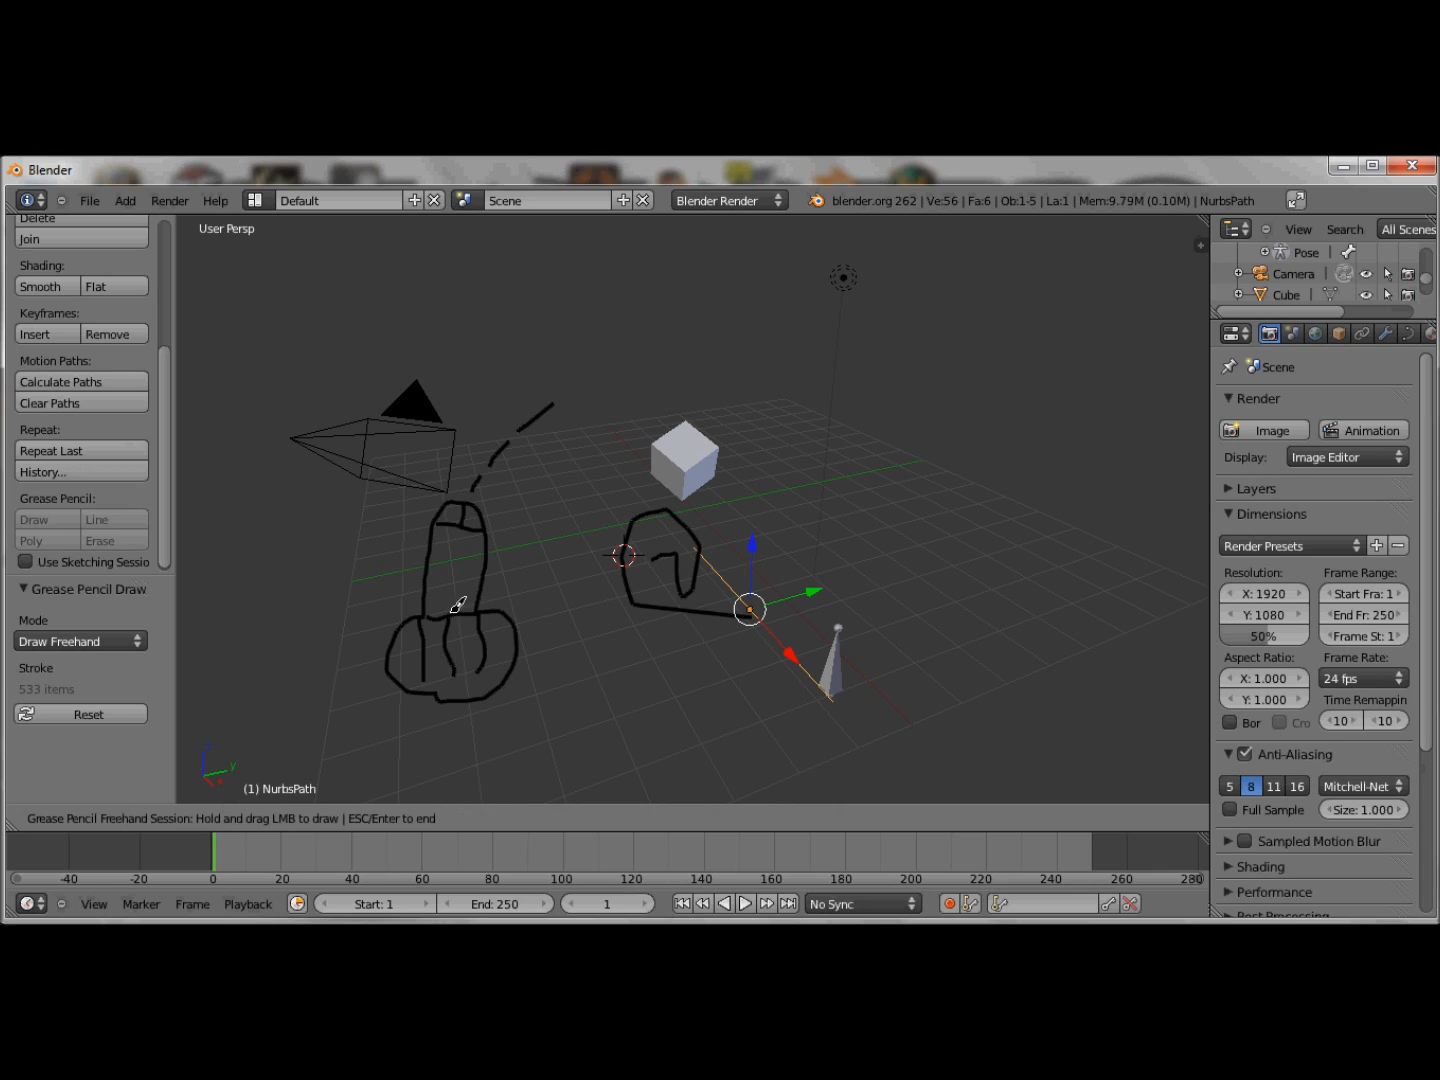 Blender
File Add Render Help Default Scene Blender Render blender.org 262 | Ve:56 | Fa:6 | Ob:1-5 | La:1 | Mem:9.79M (0.10M) | NurbsPath
Delete
Join
Shading:
Smooth Flat
Keyframes:
Insert Remove
Motion Paths:
Calculate Paths
Clear Paths
Repeat:
Repeat Last
History...
Grease Pencil:
Draw Line
Poly Erase
Use Sketching Sessio
Grease Pencil Draw
Mode
Draw Freehand
Stroke
533 items
Reset
User Persp
z
y
x
(1) NurbsPath
Grease Pencil Freehand Session: Hold and drag LMB to draw | ESC/Enter to end
View Search All Scenes
Pose
Camera
Cube
Scene
Render
Image Animation
Display: Image Editor
Layers
Dimensions
Render Presets
Resolution: Frame Range:
X: 1920 Start Fra: 1
Y: 1080 End Fr: 250
50% Frame St: 1
Aspect Ratio: Frame Rate:
X: 1.000 24 fps
Y: 1.000 Time Remappin
Bor Cro 10 10
Anti-Aliasing
5 8 11 16 Mitchell-Net
Full Sample Size: 1.000
Sampled Motion Blur
Shading
Performance
Post Processing
-40 -20 0 20 40 60 80 100 120 140 160 180 200 220 240 260 280
View Marker Frame Playback Start: 1 End: 250 1 No Sync